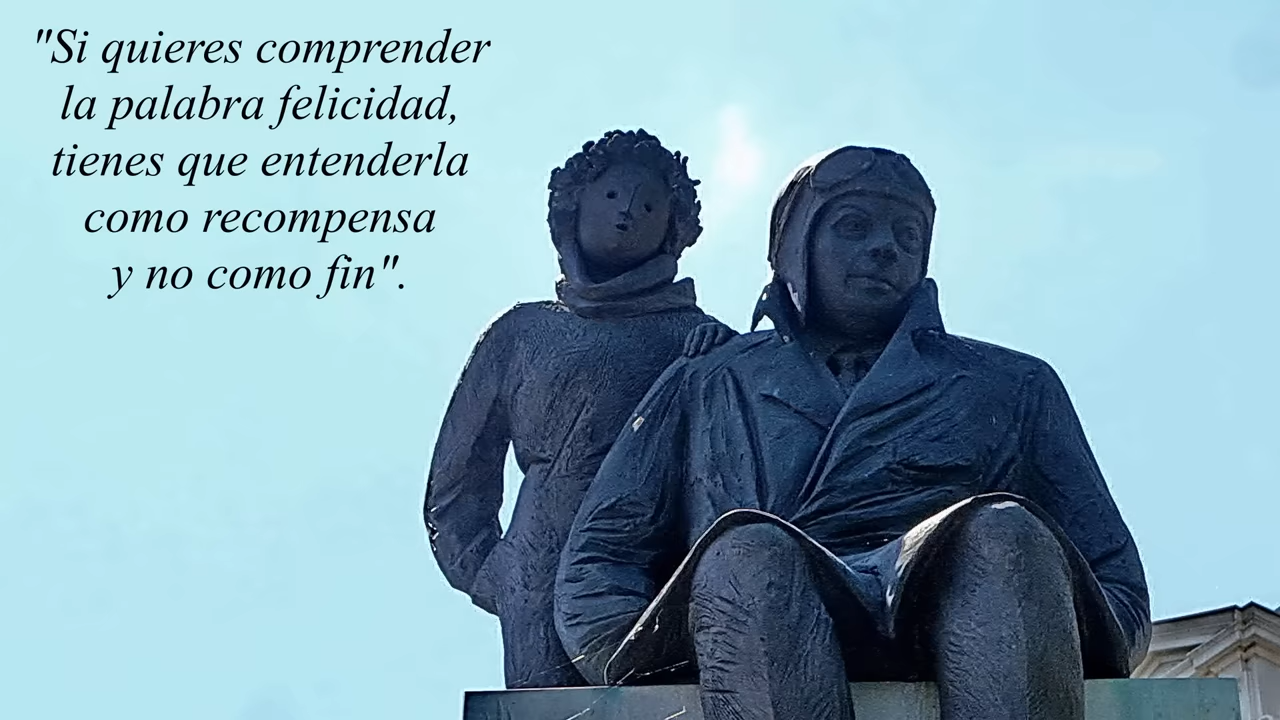 "Si quieres comprender
la palabra felicidad,
tienes que entenderla
como recompensa
y no como fin".